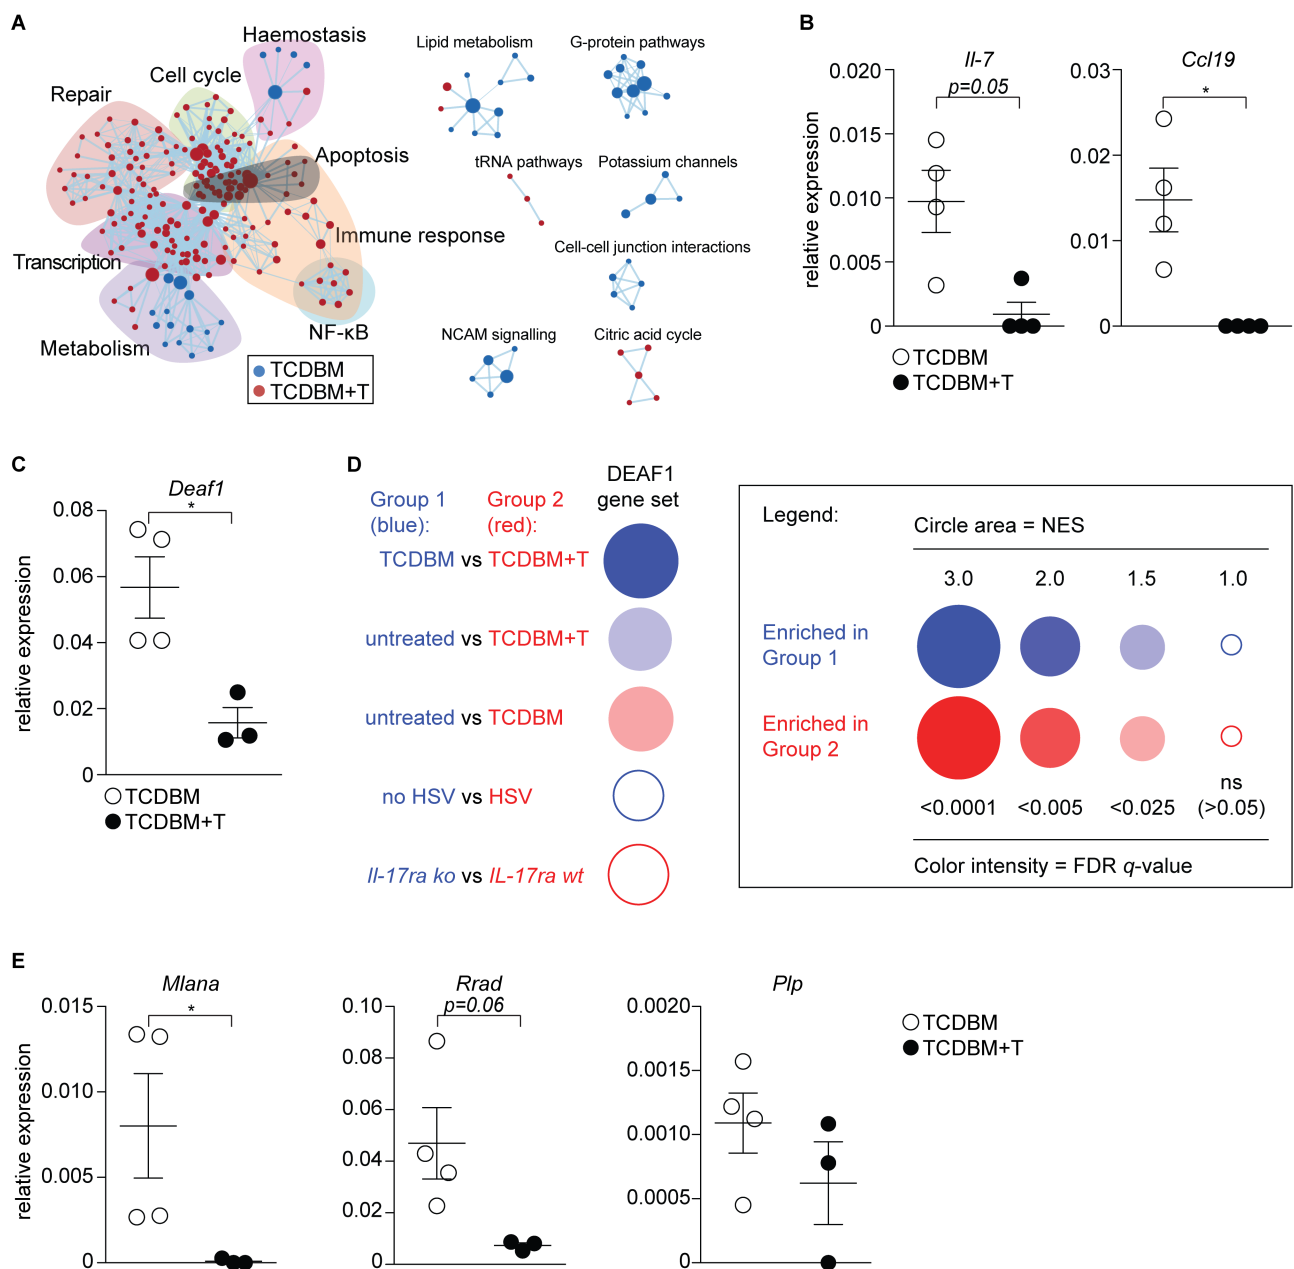 A
Haemostasis
Cell cycle
Repair
Apoptosis
Immune response
Transcription
NF-κB
Metabolism
TCDBM
TCDBM+T
Lipid metabolism
G-protein pathways
tRNA pathways
Potassium channels
Cell-cell junction interactions
NCAM signalling
Citric acid cycle
B
Il-7
p=0.05
0.020
0.015
0.010
0.005
0
relative expression
Ccl19
*
0.03
0.02
0.01
0
TCDBM
TCDBM+T
C
Deaf1
*
0.08
0.06
0.04
0.02
0
relative expression
TCDBM
TCDBM+T
D
DEAF1
gene set
Group 1
(blue):
Group 2
(red):
TCDBM vs TCDBM+T
untreated vs TCDBM+T
untreated vs TCDBM
no HSV vs HSV
Il-17ra ko vs IL-17ra wt
Legend:
Circle area = NES
3.0 2.0 1.5 1.0
Enriched in
Group 1
Enriched in
Group 2
ns
<0.0001 <0.005 <0.025 (>0.05)
Color intensity = FDR q-value
E
Mlana
*
0.015
0.010
0.005
0
relative expression
Rrad
p=0.06
0.10
0.08
0.06
0.04
0.02
0
Plp
0.0020
0.0015
0.0010
0.0005
0
TCDBM
TCDBM+T